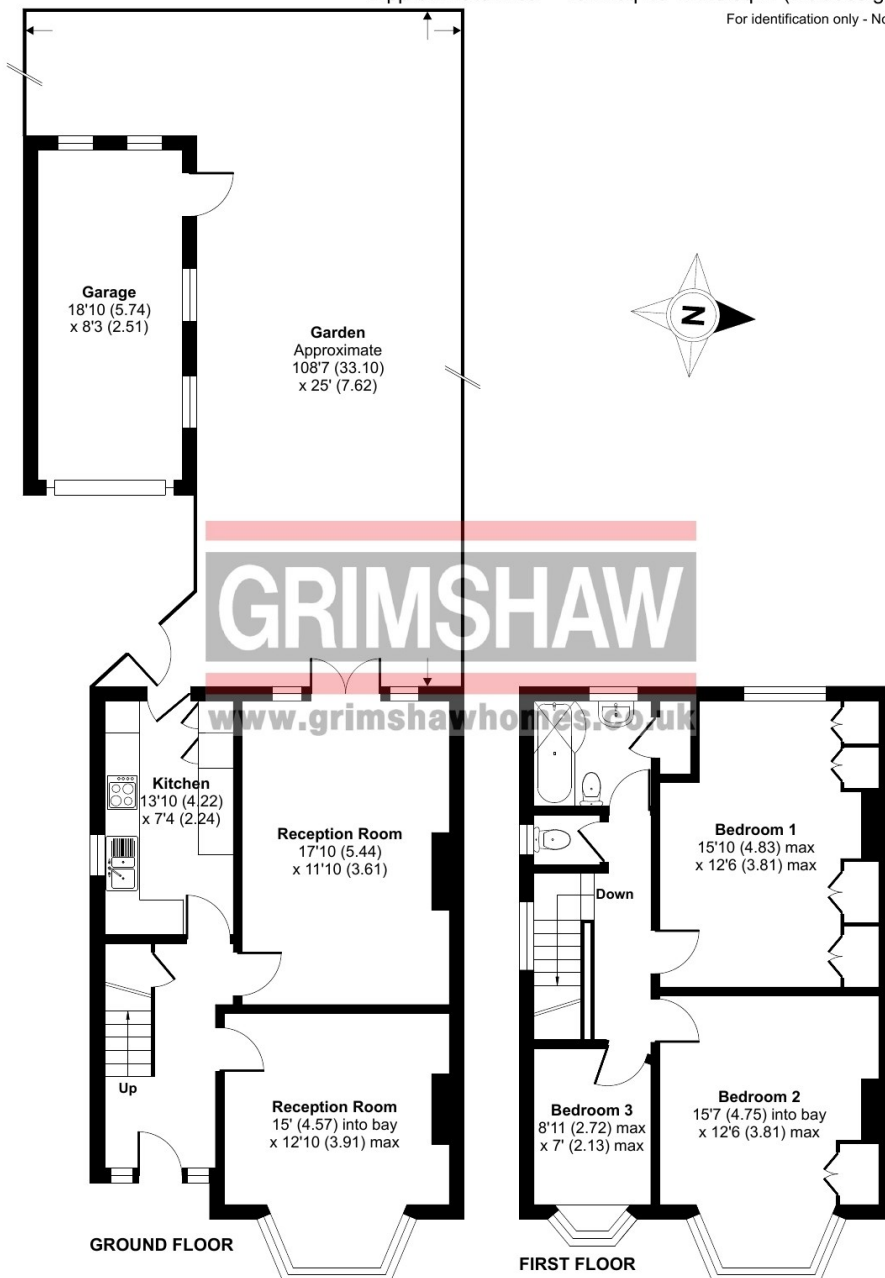 For identification only - No
Garage
18'10 (5.74)
x 8'3 (2.51)
Garden
Approximate
108'7 (33.10)
x 25' (7.62)
N
GRIMSHAW
www.grimshawhomes.co.uk
Kitchen
13'10 (4.22)
x 7'4 (2.24)
Reception Room
17'10 (5.44)
x 11'10 (3.61)
Up
Reception Room
15' (4.57) into bay
x 12'10 (3.91) max
GROUND FLOOR
Bedroom 1
15'10 (4.83) max
x 12'6 (3.81) max
Down
Bedroom 3
8'11 (2.72) max
x 7' (2.13) max
Bedroom 2
15'7 (4.75) into bay
x 12'6 (3.81) max
FIRST FLOOR